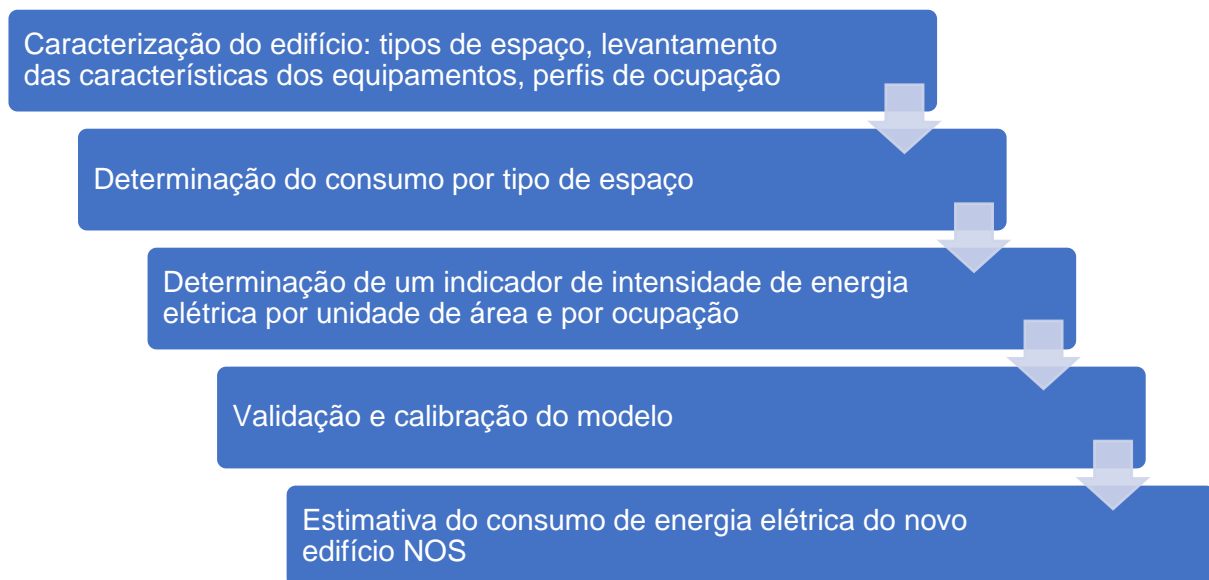 Caracterização do edifício: tipos de espaço, levantamento
das características dos equipamentos, perfis de ocupação
Determinação do consumo por tipo de espaço
Determinação de um indicador de intensidade de energia
elétrica por unidade de área e por ocupação
Validação e calibração do modelo
Estimativa do consumo de energia elétrica do novo
edifício NOS